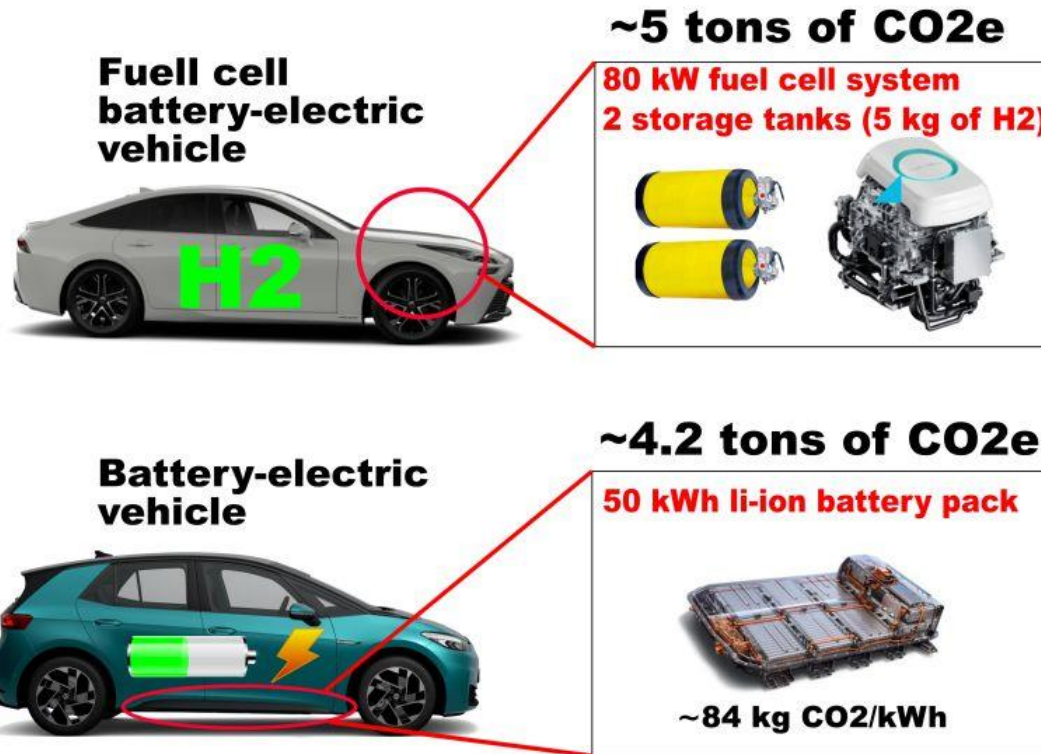 ~5 tons of CO2e
Fuell cell
battery-electric
vehicle
80 kW fuel cell system
2 storage tanks (5 kg of H2)
H2
~4.2 tons of CO2e
Battery-electric
vehicle
50 kWh li-ion battery pack
~84 kg CO2/kWh